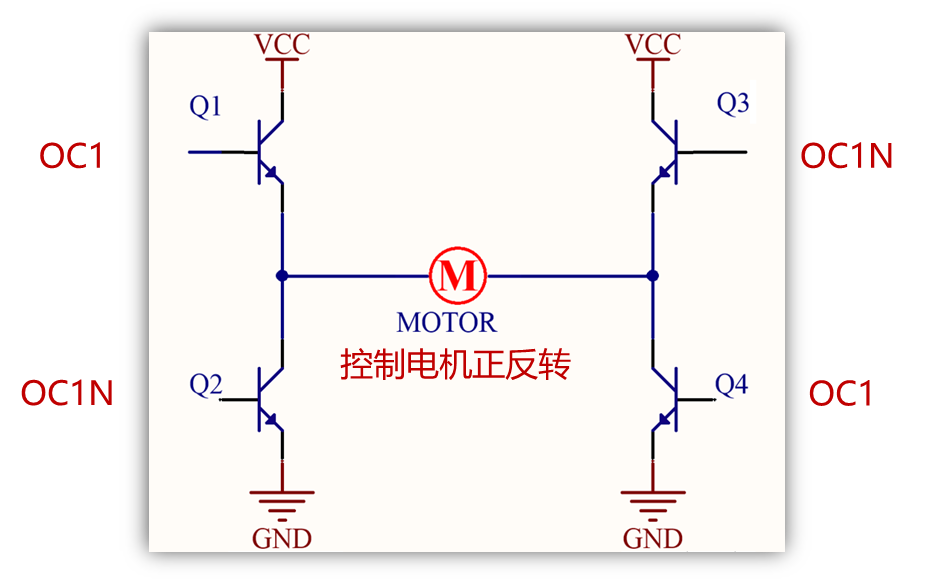 VCC
VCC
Q1
Q3
OC1
OC1N
M
MOTOR
控制电机正反转
OC1N
Q2
Q4
OC1
GND
GND